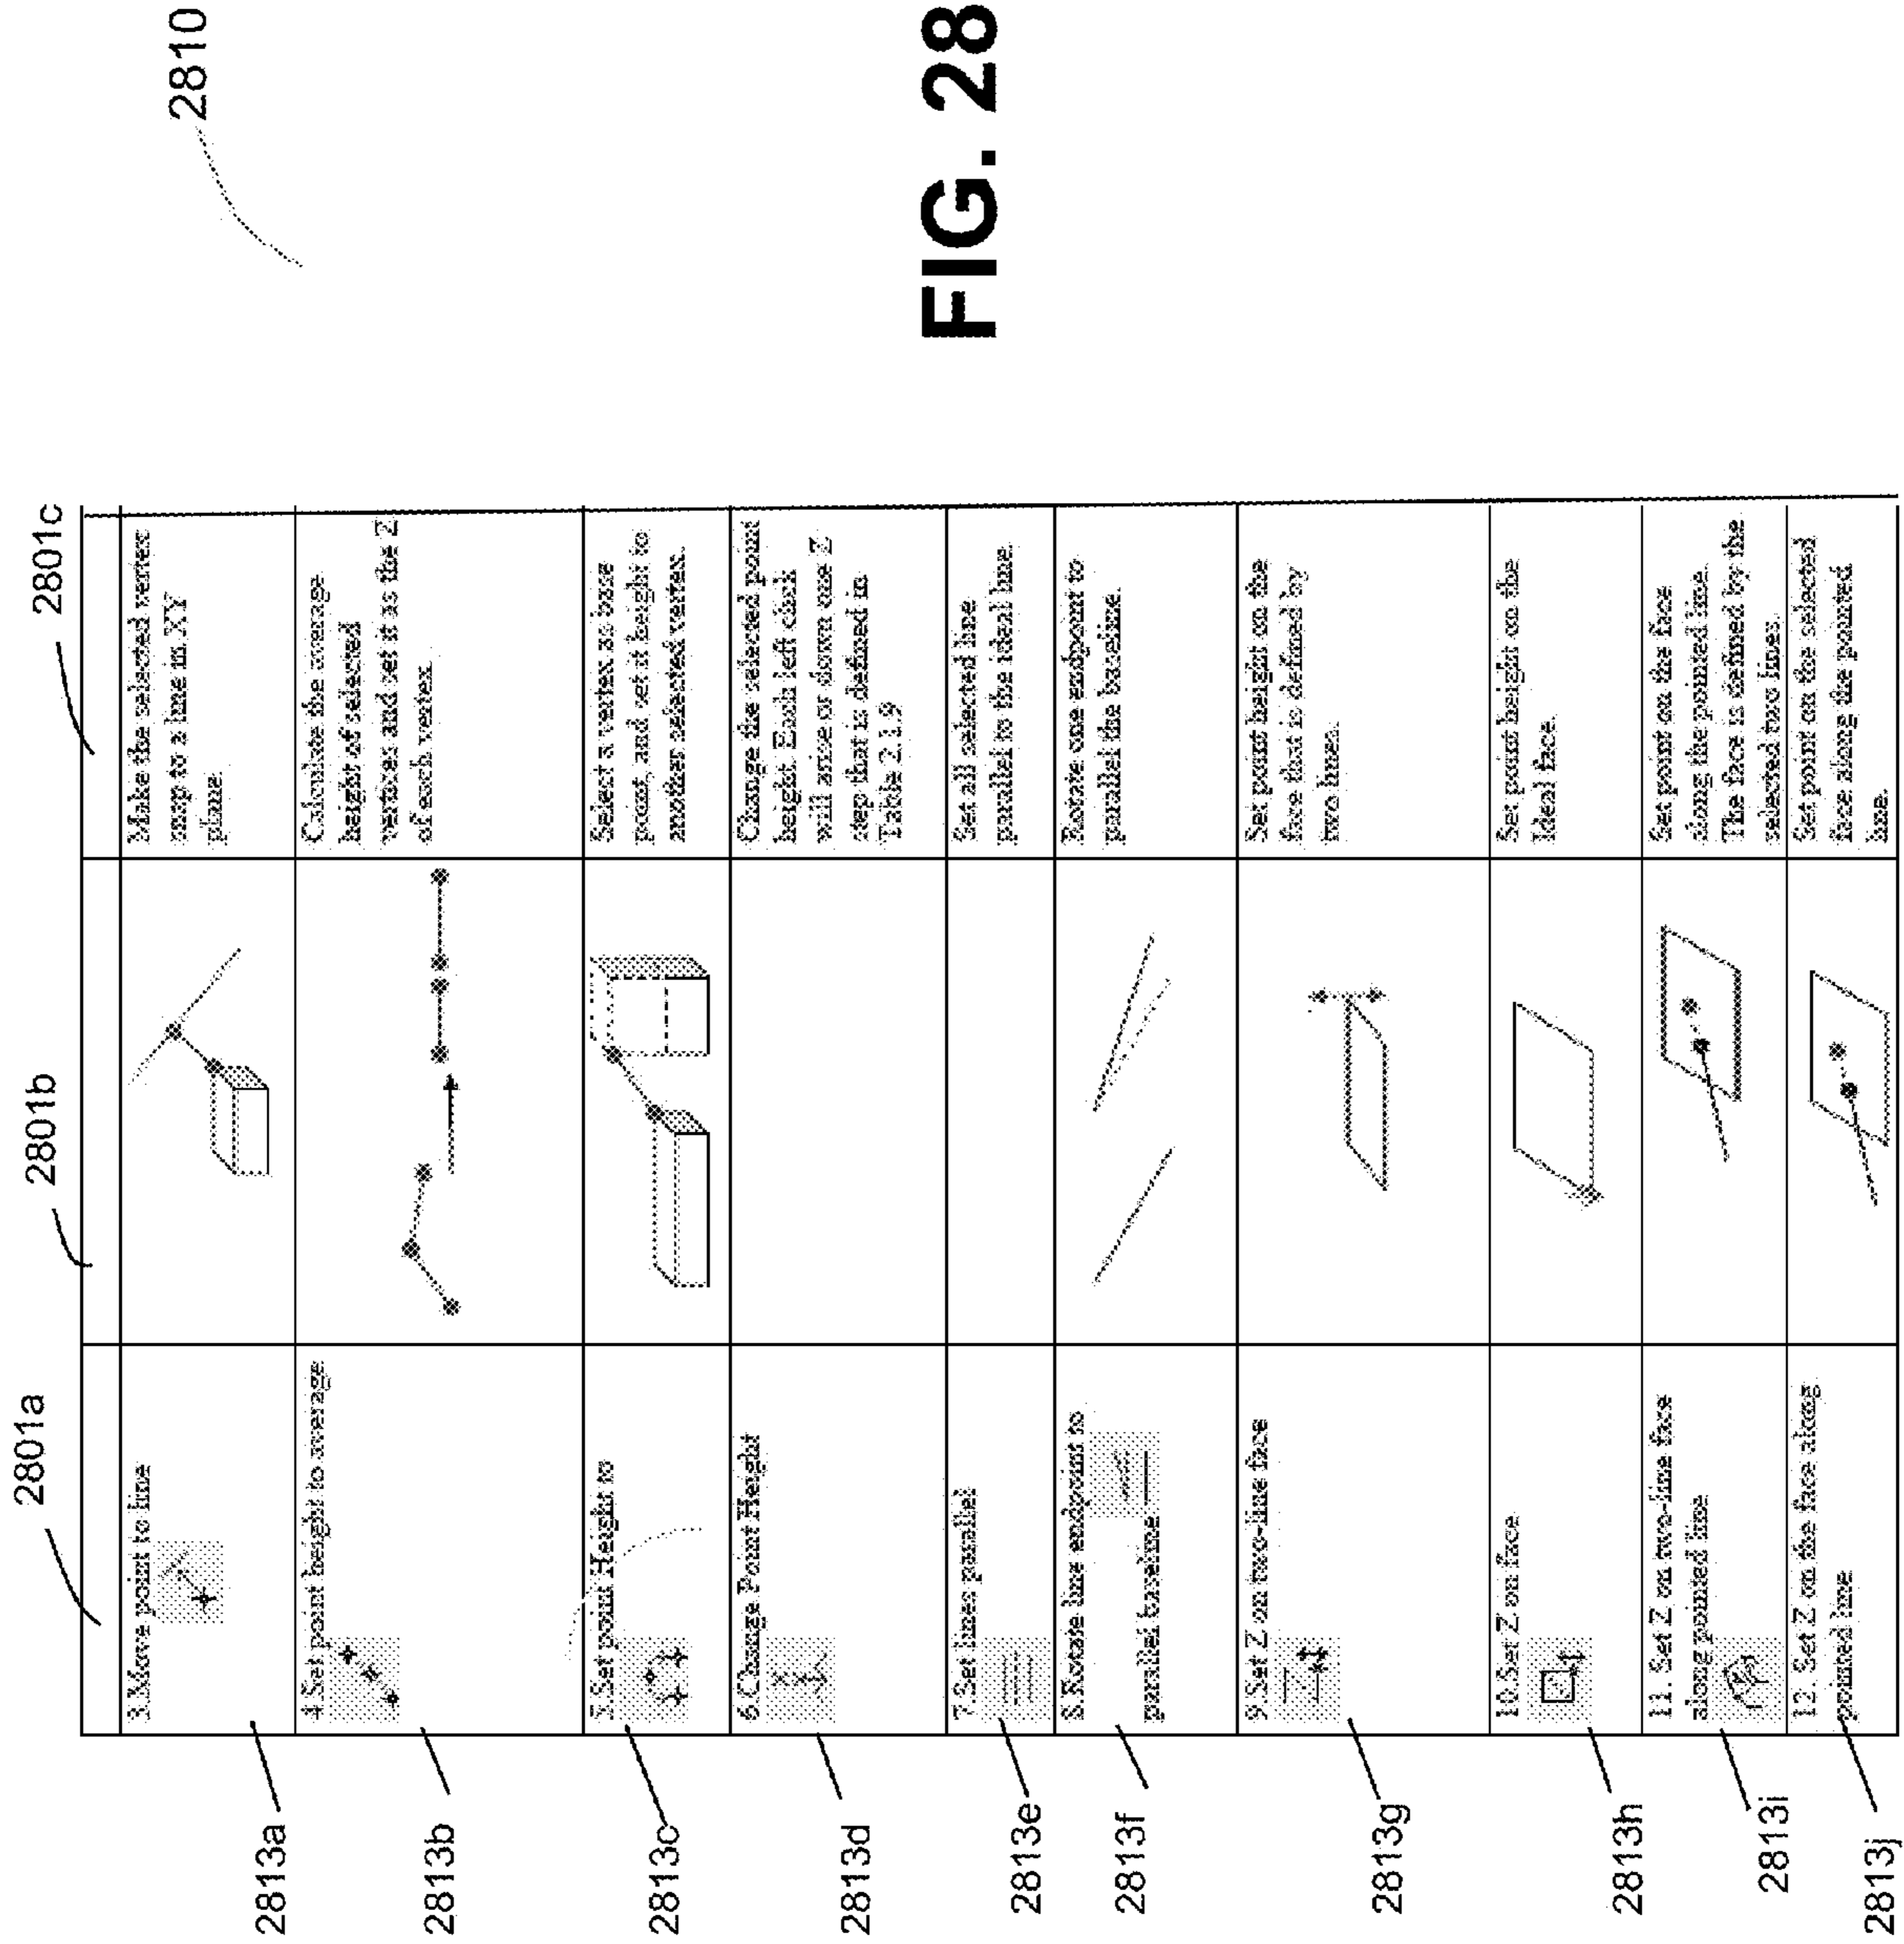 2810
2801a
2801b
2801c
2813a
3.Move point to line
Make the selected vertex
snap to a line in XY
plane.
2813b
4.Set point height to average
Calculate the average
height of selected
vertices and set it as the Z
of each vertex.
2813c
5.Set point Height to
Select a vertex as base
point, and set it height to
another selected vertex.
2813d
6.Change Point Height
Change the selected point
height. Each left click
will arise or down one Z
step that is defined in
Table 2.1.9
2813e
7.Set lines parallel
Set all selected line
parallel to the ideal line.
2813f
8.Rotate line endpoint to
parallel baseline
Rotate one endpoint to
parallel the baseline.
2813g
9.Set Z on two-line face
Set point height on the
face that is defined by
two lines.
2813h
10.Set Z on face
Set point height on the
Ideal face.
2813i
11. Set Z on two-line face
along pointed line
Set point on the face
along the pointed line.
The face is defined by the
selected two lines.
2813j
12. Set Z on the face along
pointed line
Set point on the selected
face along the pointed
line.
FIG. 28